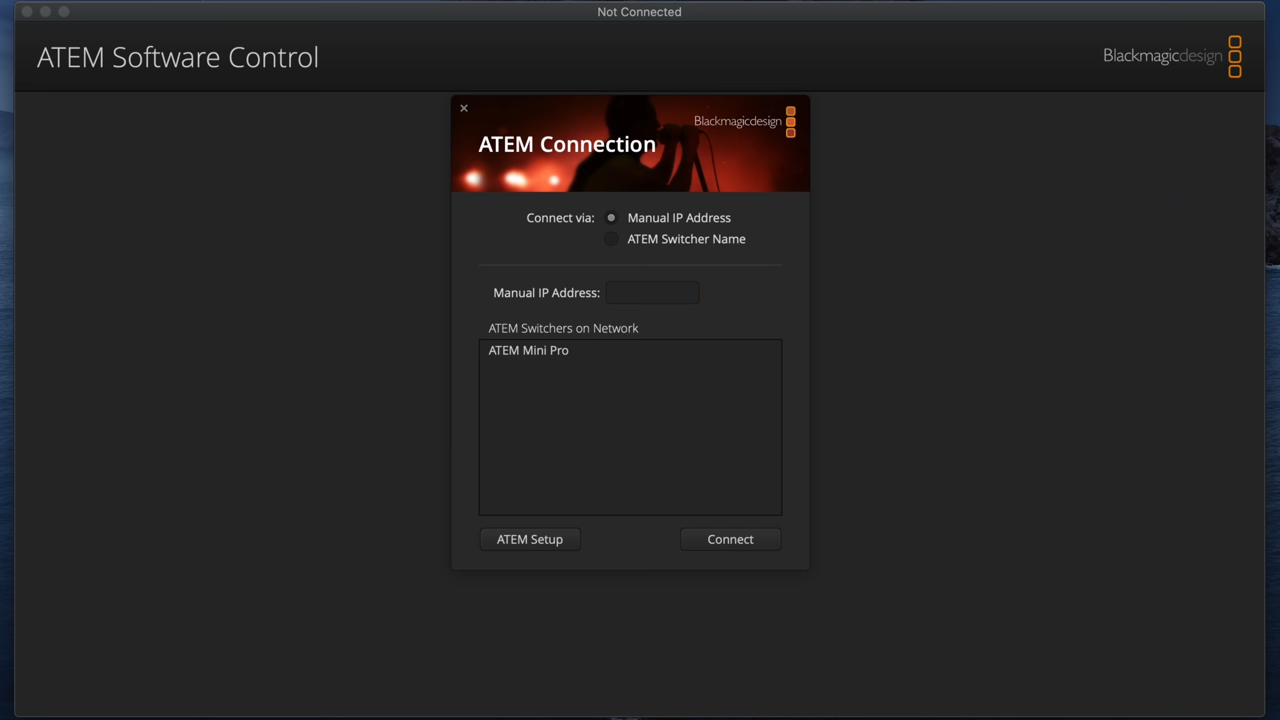 Not Connected
ATEM Software Control
Blackmagicdesign
Blackmagicdesign
ATEM Connection
Connect via: Manual IP Address
ATEM Switcher Name
Manual IP Address:
ATEM Switchers on Network
ATEM Mini Pro
ATEM Setup Connect